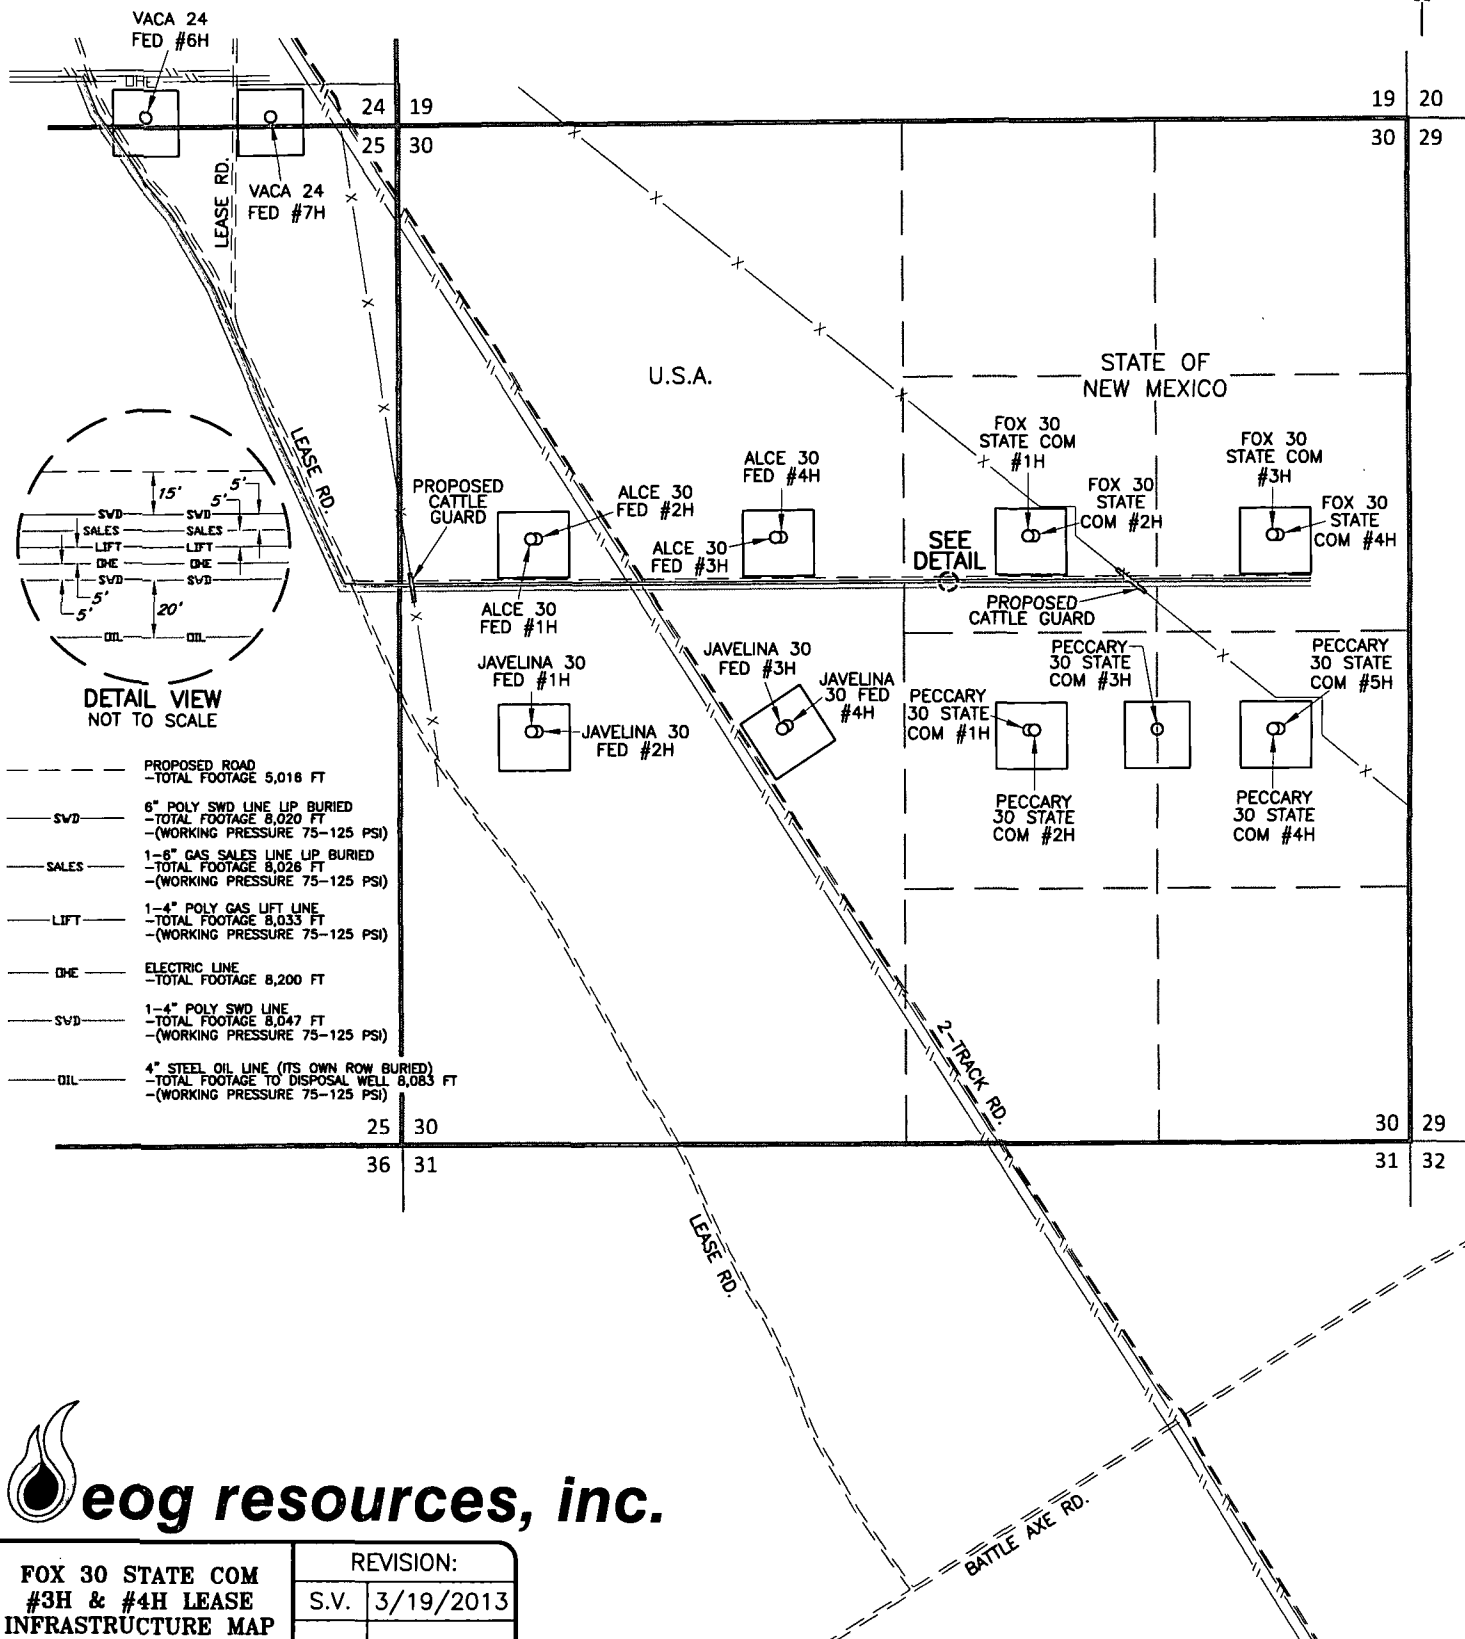 VACA 24
FED #6H
OHE
24
19
25
30
19
20
30
29
LEASE RD.
VACA 24
FED #7H
U.S.A.
STATE OF
NEW MEXICO
LEASE RD.
PROPOSED
CATTLE
GUARD
ALCE 30
FED #2H
ALCE 30
FED #4H
ALCE 30
FED #3H
ALCE 30
FED #1H
FOX 30
STATE COM
#1H
FOX 30
STATE
COM #2H
FOX 30
STATE COM
#3H
FOX 30
STATE
COM #4H
SEE
DETAIL
PROPOSED
CATTLE GUARD
15'
5'
5'
SWD SWD
SALES SALES
LIFT LIFT
OHE OHE
SWD SWD
5'
5'
20'
OIL OIL
DETAIL VIEW
NOT TO SCALE
JAVELINA 30
FED #1H
JAVELINA 30
FED #2H
JAVELINA 30
FED #3H
JAVELINA
30 FED
#4H
PECCARY
30 STATE
COM #1H
PECCARY
30 STATE
COM #2H
PECCARY
30 STATE
COM #3H
PECCARY
30 STATE
COM #5H
PECCARY
30 STATE
COM #4H
PROPOSED ROAD
-TOTAL FOOTAGE 5,016 FT
SWD
6" POLY SWD LINE LIP BURIED
-TOTAL FOOTAGE 8,020 FT
-(WORKING PRESSURE 75-125 PSI)
SALES
1-6" GAS SALES LINE LIP BURIED
-TOTAL FOOTAGE 8,026 FT
-(WORKING PRESSURE 75-125 PSI)
LIFT
1-4" POLY GAS LIFT LINE
-TOTAL FOOTAGE 8,033 FT
-(WORKING PRESSURE 75-125 PSI)
OHE
ELECTRIC LINE
-TOTAL FOOTAGE 8,200 FT
SWD
1-4" POLY SWD LINE
-TOTAL FOOTAGE 8,047 FT
-(WORKING PRESSURE 75-125 PSI)
OIL
4" STEEL OIL LINE (ITS OWN ROW BURIED)
-TOTAL FOOTAGE TO DISPOSAL WELL 8,083 FT
-(WORKING PRESSURE 75-125 PSI)
2-TRACK RD.
25
30
36
31
30
29
31
32
LEASE RD.
BATTLE AXE RD.
eog resources, inc.
FOX 30 STATE COM
#3H & #4H LEASE
INFRASTRUCTURE MAP
REVISION:
S.V. 3/19/2013